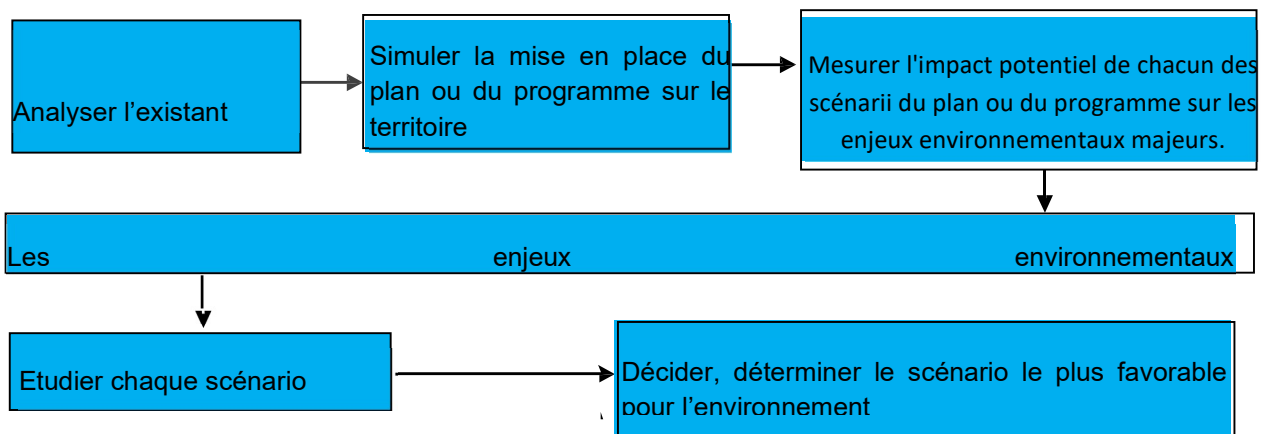 Analyser l’existant
Simuler la mise en place du
plan ou du programme sur le
territoire
Mesurer l'impact potentiel de chacun des
scénarii du plan ou du programme sur les
enjeux environnementaux majeurs.
Les enjeux environnementaux
Etudier chaque scénario
Décider, déterminer le scénario le plus favorable
pour l’environnement